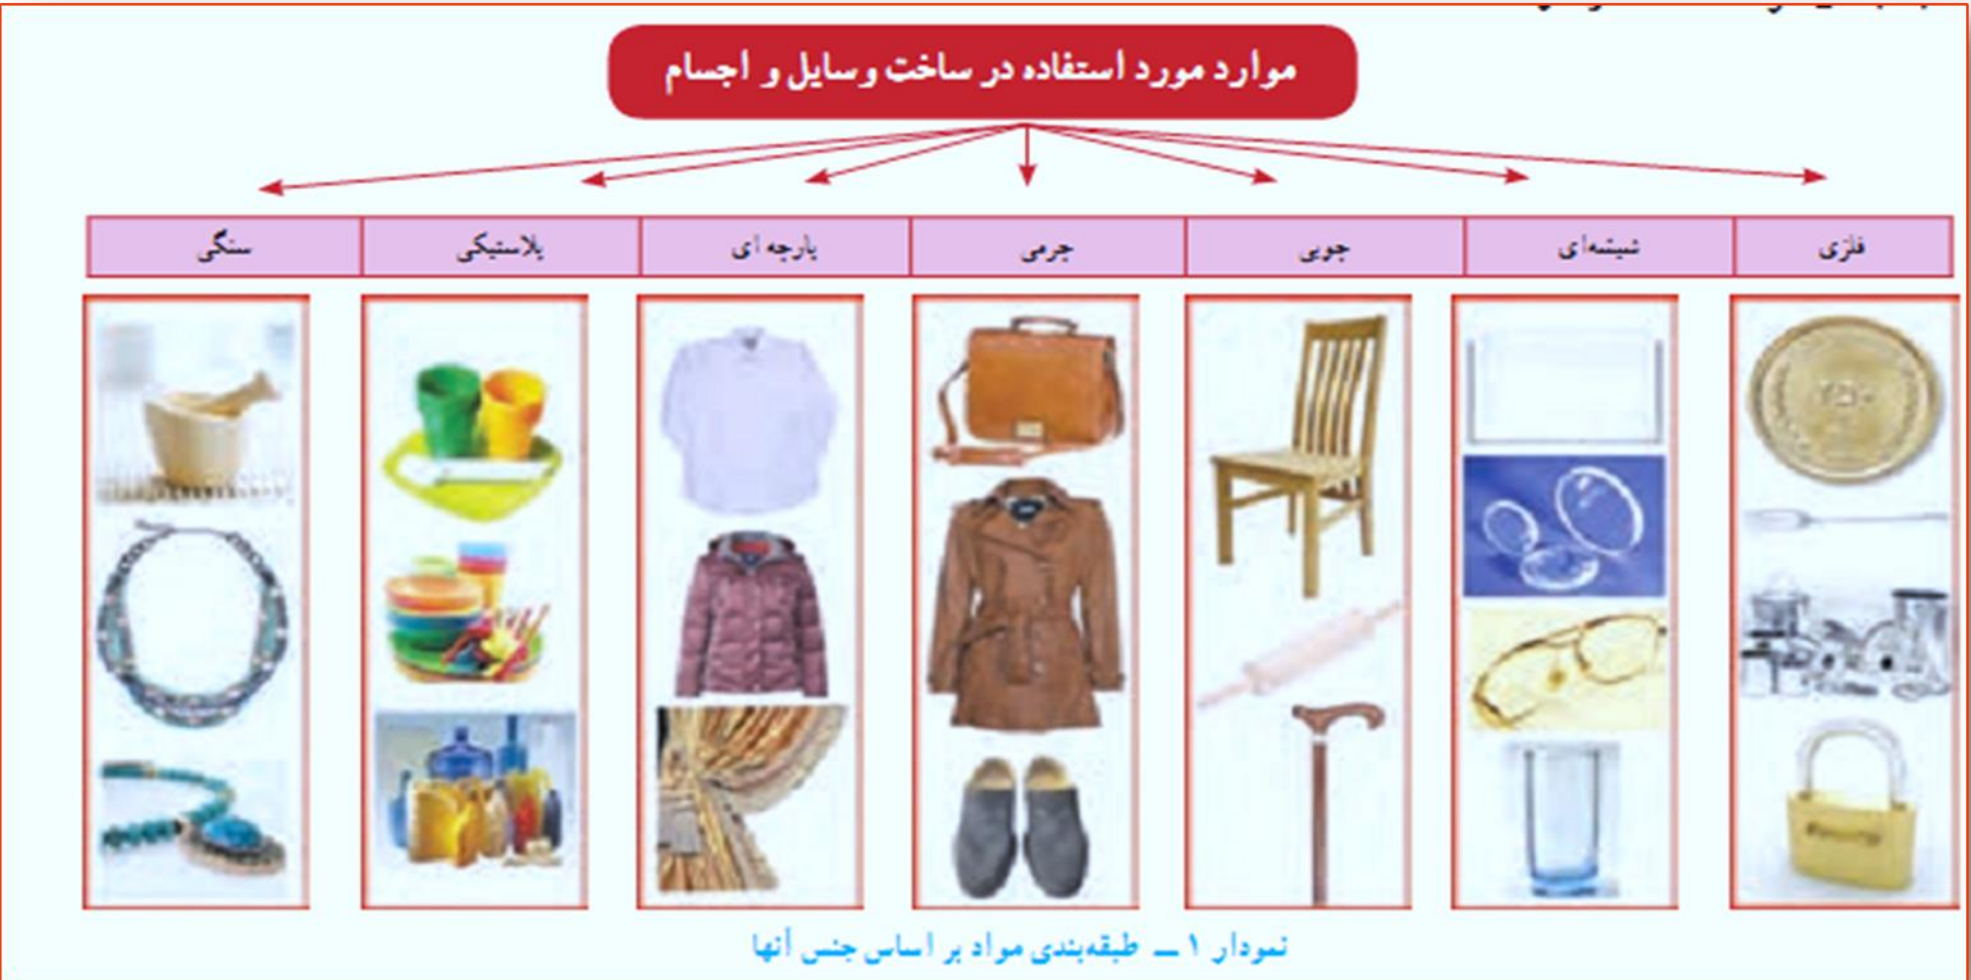 موارد مورد استفاده در ساخت وسایل و اجسام
فلزی شیشه‌ای چوبی چرمی پارچه ای پلاستیکی سنگی
نمودار ۱ ــ طبقه‌بندی مواد بر اساس جنس آنها